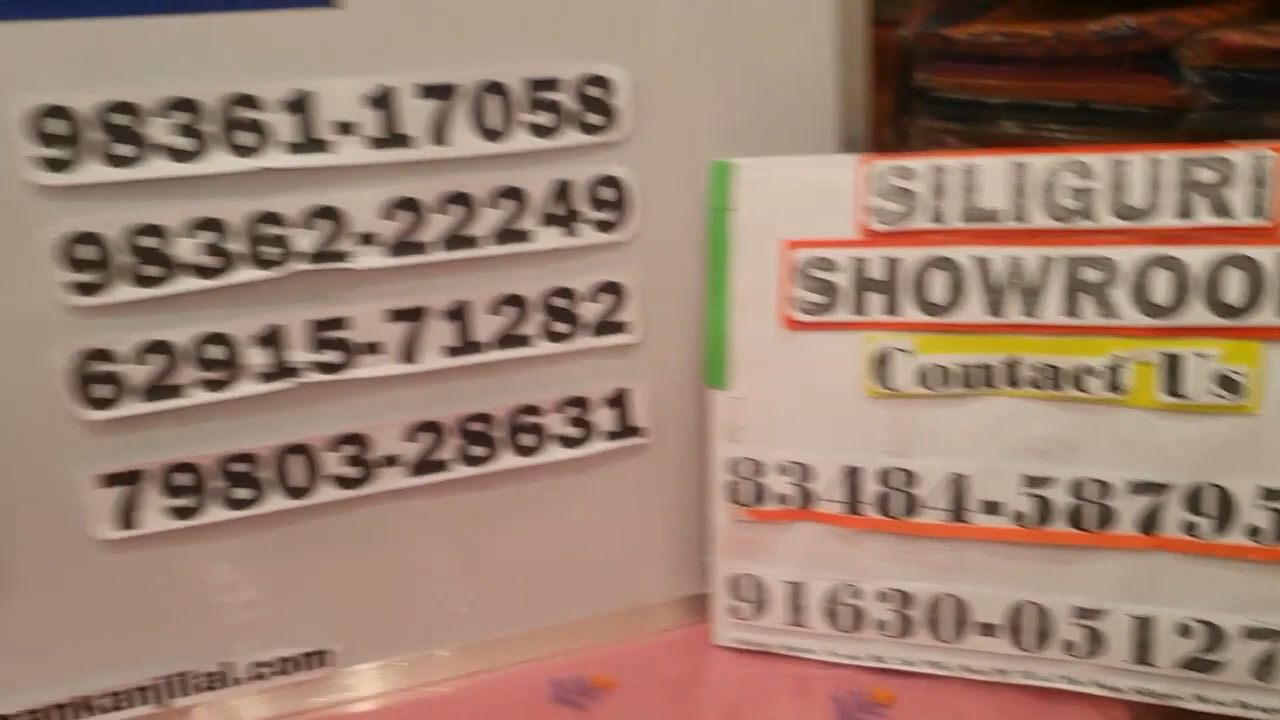 98361-17058
98362-22249
62915-71282
79803-28631
SILIGURI
SHOWROO
Contact Us
83484-58795
91630-05127